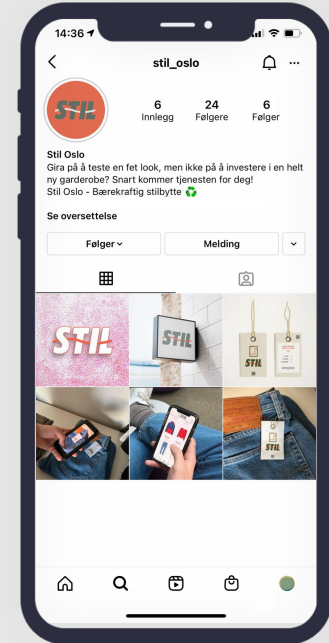 14:36
stil_oslo
STIL
6
Innlegg
24
Følgere
6
Følger
Stil Oslo
Gira på å teste en fet look, men ikke på å investere i en helt
ny garderobe? Snart kommer tjenesten for deg!
Stil Oslo - Bærekraftig stilbytte ♻️
Se oversettelse
Følger
Melding
STIL
STIL
STIL
STIL